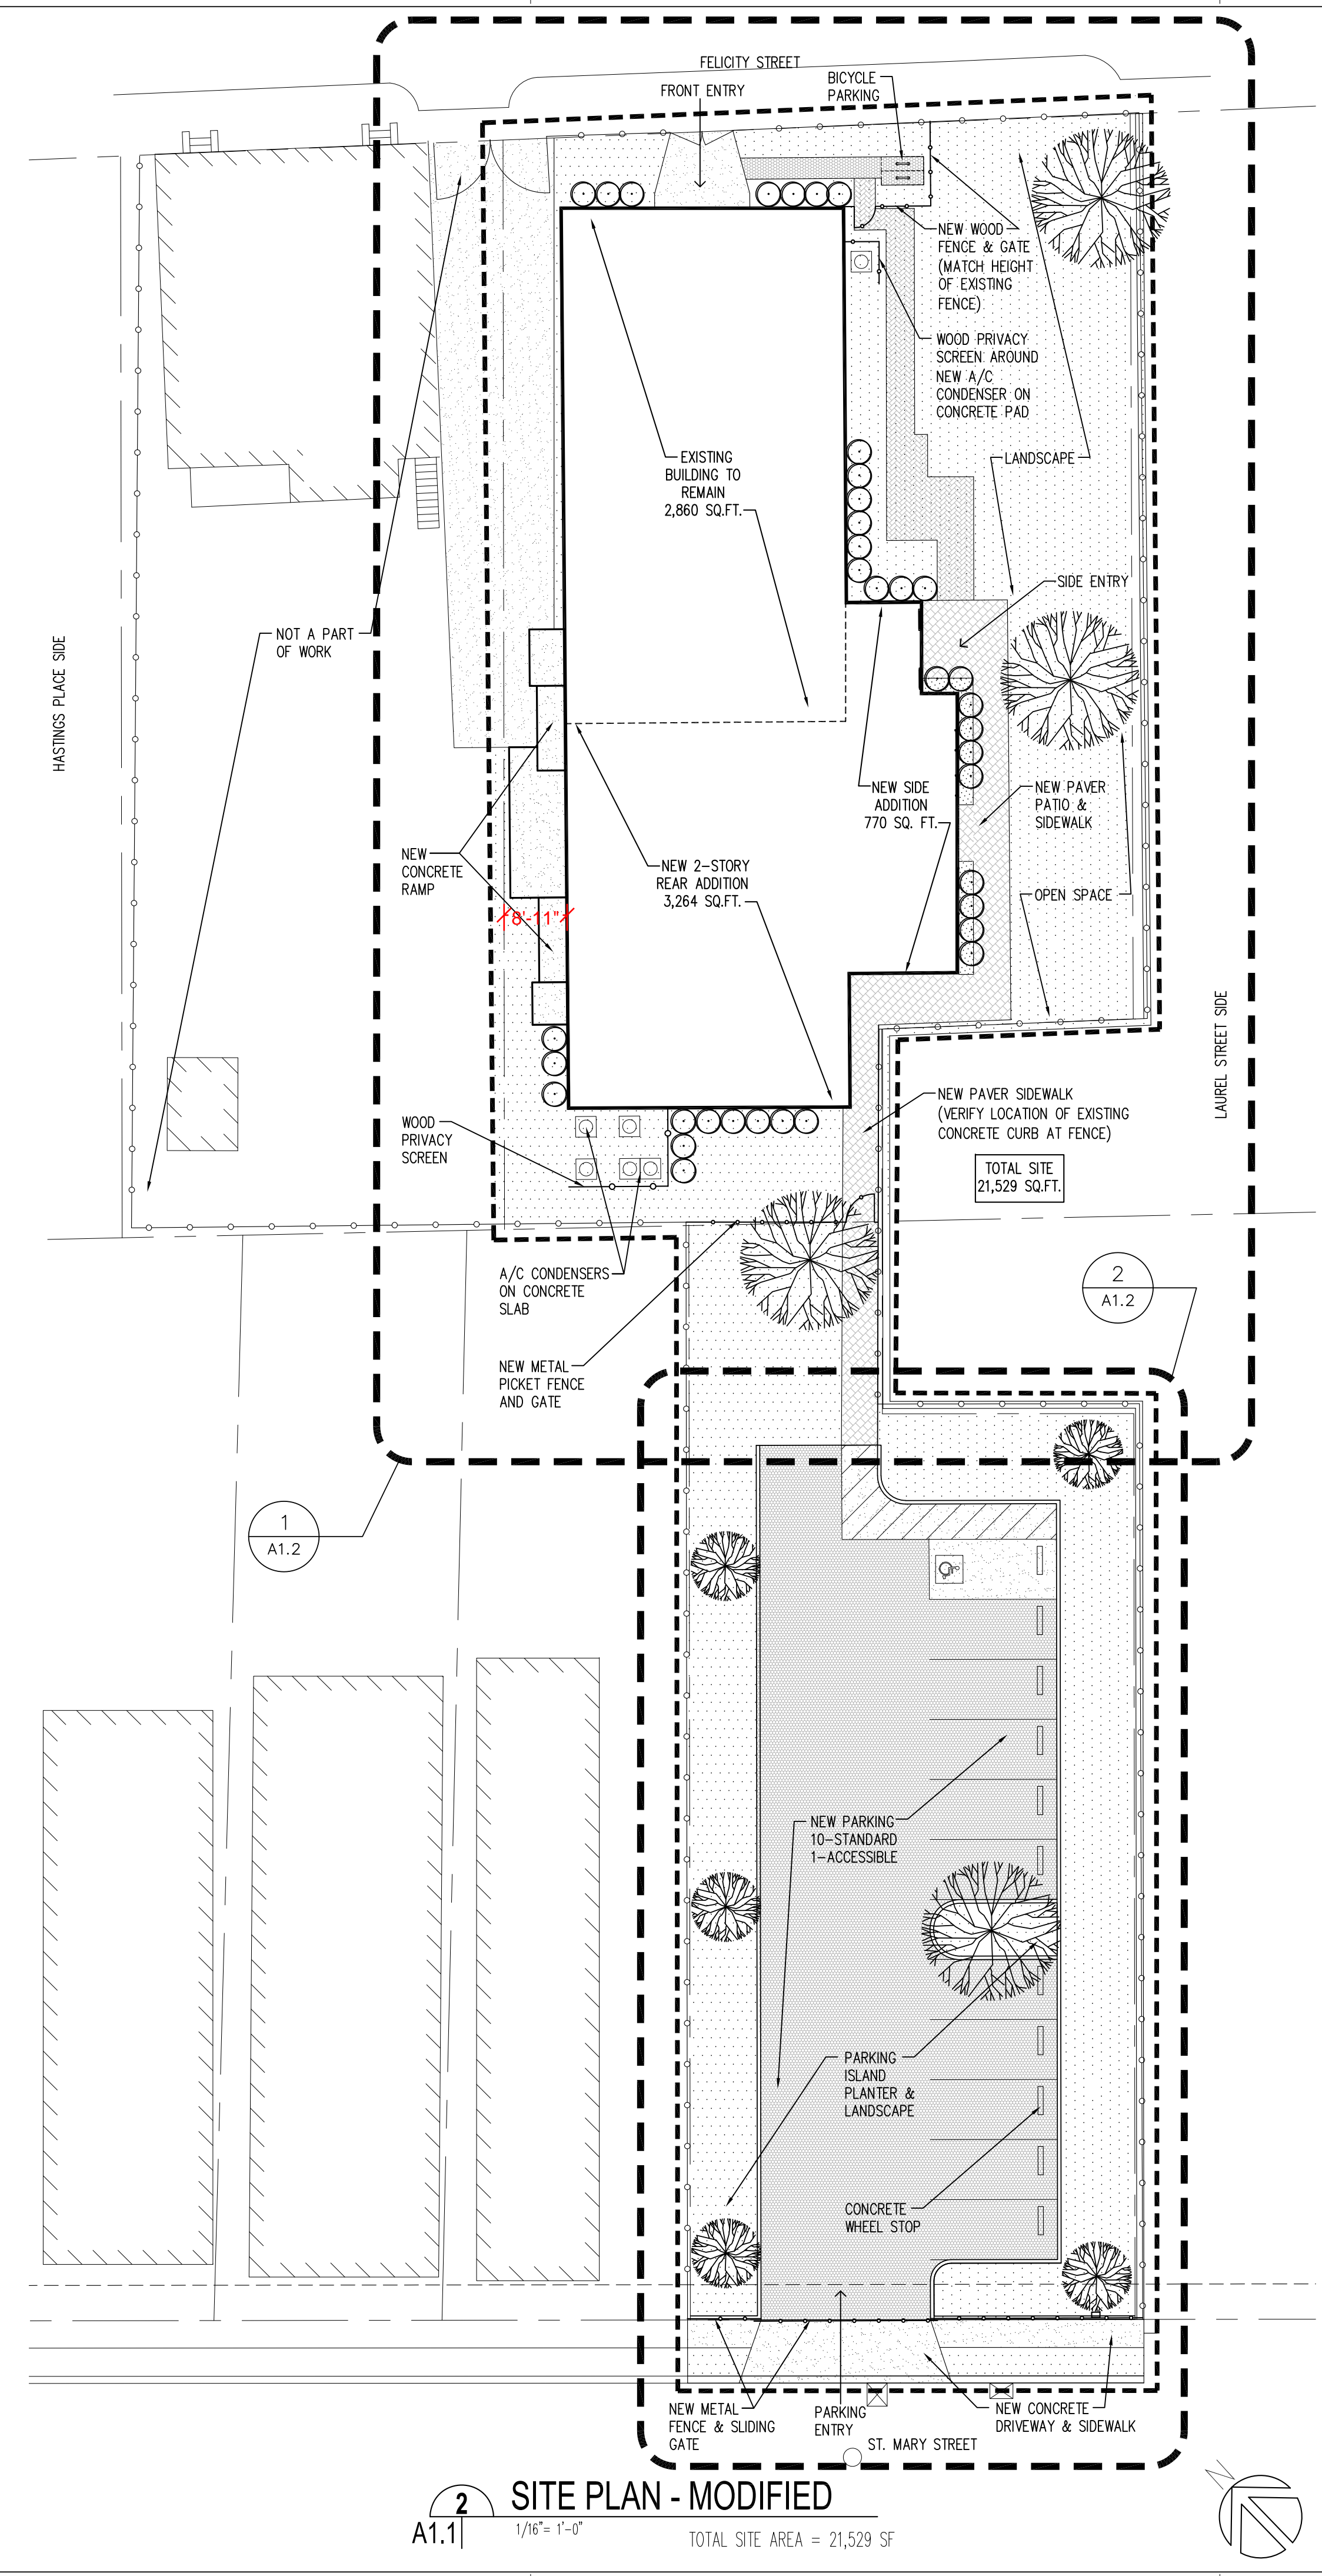 FELICITY STREET
FRONT ENTRY
BICYCLE
PARKING
NEW WOOD
FENCE & GATE
(MATCH HEIGHT
OF EXISTING
FENCE)
WOOD PRIVACY
SCREEN AROUND
NEW A/C
CONDENSER ON
CONCRETE PAD
EXISTING
BUILDING TO
REMAIN
2,860 SQ.FT.
LANDSCAPE
SIDE ENTRY
NOT A PART
OF WORK
HASTINGS PLACE SIDE
NEW SIDE
ADDITION
770 SQ. FT.
NEW PAVER
PATIO &
SIDEWALK
NEW
CONCRETE
RAMP
NEW 2-STORY
REAR ADDITION
3,264 SQ.FT.
OPEN SPACE
8'-11"
LAUREL STREET SIDE
NEW PAVER SIDEWALK
(VERIFY LOCATION OF EXISTING
CONCRETE CURB AT FENCE)
WOOD
PRIVACY
SCREEN
TOTAL SITE
21,529 SQ.FT.
A/C CONDENSERS
ON CONCRETE
SLAB
2
A1.2
NEW METAL
PICKET FENCE
AND GATE
1
A1.2
NEW PARKING
10-STANDARD
1-ACCESSIBLE
PARKING
ISLAND
PLANTER &
LANDSCAPE
CONCRETE
WHEEL STOP
NEW METAL
FENCE & SLIDING
GATE
PARKING
ENTRY
NEW CONCRETE
DRIVEWAY & SIDEWALK
ST. MARY STREET
2
A1.1
SITE PLAN - MODIFIED
1/16"= 1'-0"
TOTAL SITE AREA = 21,529 SF
N